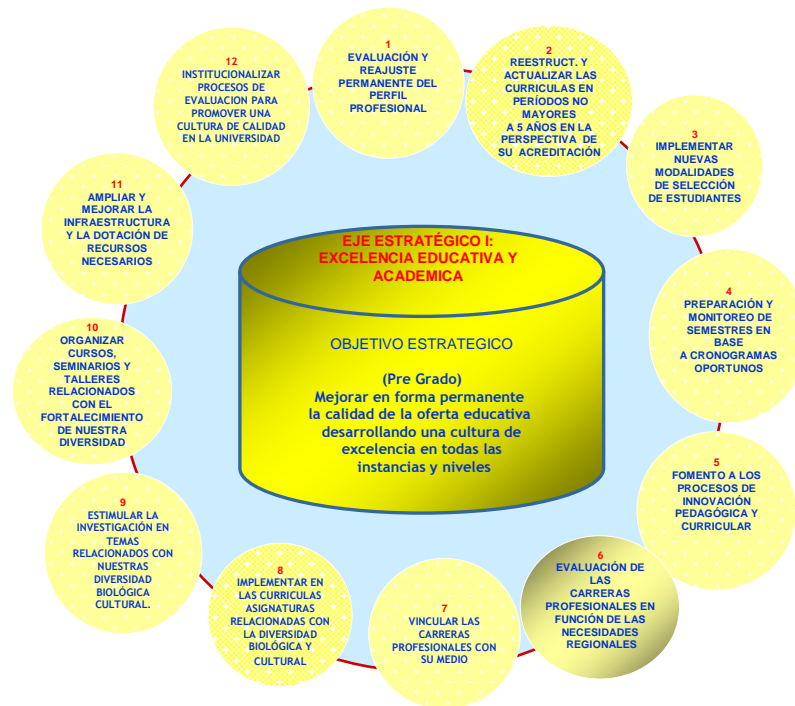 1
EVALUACIÓN Y
REAJUSTE
PERMANENTE DEL
PERFIL
PROFESIONAL
2
REESTRUCT. Y
ACTUALIZAR LAS
CURRICULAS EN
PERÍODOS NO
MAYORES
A 5 AÑOS EN LA
PERSPECTIVA DE
SU ACREDITACIÓN
3
IMPLEMENTAR
NUEVAS
MODALIDADES
DE SELECCIÓN
DE ESTUDIANTES
4
PREPARACIÓN Y
MONITOREO DE
SEMESTRES EN
BASE
A CRONOGRAMAS
OPORTUNOS
5
FOMENTO A LOS
PROCESOS DE
INNOVACIÓN
PEDAGÓGICA Y
CURRICULAR
6
EVALUACIÓN DE
LAS
CARRERAS
PROFESIONALES EN
FUNCIÓN DE LAS
NECESIDADES
REGIONALES
7
VINCULAR LAS
CARRERAS
PROFESIONALES CON
SU MEDIO
8
IMPLEMENTAR EN
LAS CURRICULAS
ASIGNATURAS
RELACIONADAS CON
LA DIVERSIDAD
BIOLÓGICA Y
CULTURAL
9
ESTIMULAR LA
INVESTIGACIÓN EN
TEMAS
RELACIONADOS CON
NUESTRAS
DIVERSIDAD
BIOLÓGICA
CULTURAL.
10
ORGANIZAR
CURSOS,
SEMINARIOS Y
TALLERES
RELACIONADOS
CON EL
FORTALECIMIENTO
DE NUESTRA
DIVERSIDAD
11
AMPLIAR Y
MEJORAR LA
INFRAESTRUCTURA
Y LA DOTACIÓN DE
RECURSOS
NECESARIOS
12
INSTITUCIONALIZAR
PROCESOS DE
EVALUACION PARA
PROMOVER UNA
CULTURA DE CALIDAD
EN LA UNIVERSIDAD
EJE ESTRATÉGICO I:
EXCELENCIA EDUCATIVA Y
ACADEMICA
OBJETIVO ESTRATEGICO
(Pre Grado)
Mejorar en forma permanente
la calidad de la oferta educativa
desarrollando una cultura de
excelencia en todas las
instancias y niveles